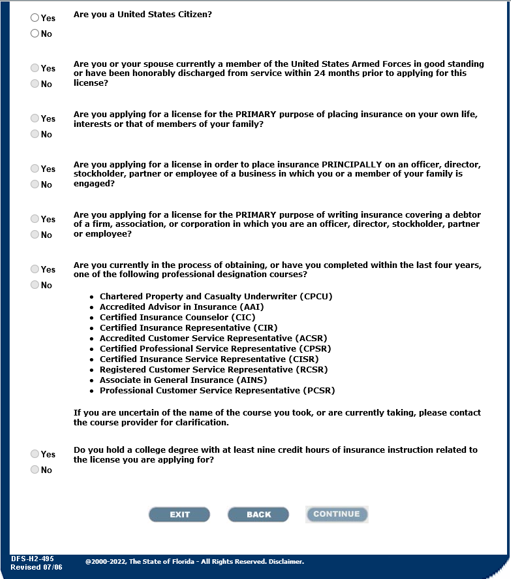 Yes Are you a United States Citizen?
No
Yes Are you or your spouse currently a member of the United States Armed Forces in good standing
or have been honorably discharged from service within 24 months prior to applying for this
No license?
Yes Are you applying for a license for the PRIMARY purpose of placing insurance on your own life,
interests or that of members of your family?
No
Yes Are you applying for a license in order to place insurance PRINCIPALLY on an officer, director,
stockholder, partner or employee of a business in which you or a member of your family is
No engaged?
Yes Are you applying for a license for the PRIMARY purpose of writing insurance covering a debtor
of a firm, association, or corporation in which you are an officer, director, stockholder, partner
No or employee?
Yes Are you currently in the process of obtaining, or have you completed within the last four years,
one of the following professional designation courses?
No
• Chartered Property and Casualty Underwriter (CPCU)
• Accredited Advisor in Insurance (AAI)
• Certified Insurance Counselor (CIC)
• Certified Insurance Representative (CIR)
• Accredited Customer Service Representative (ACSR)
• Certified Professional Service Representative (CPSR)
• Certified Insurance Service Representative (CISR)
• Registered Customer Service Representative (RCSR)
• Associate in General Insurance (AINS)
• Professional Customer Service Representative (PCSR)
If you are uncertain of the name of the course you took, or are currently taking, please contact
the course provider for clarification.
Yes Do you hold a college degree with at least nine credit hours of insurance instruction related to
the license you are applying for?
No
EXIT BACK CONTINUE
DFS-H2-495
Revised 07/06
@2000-2022, The State of Florida - All Rights Reserved. Disclaimer.